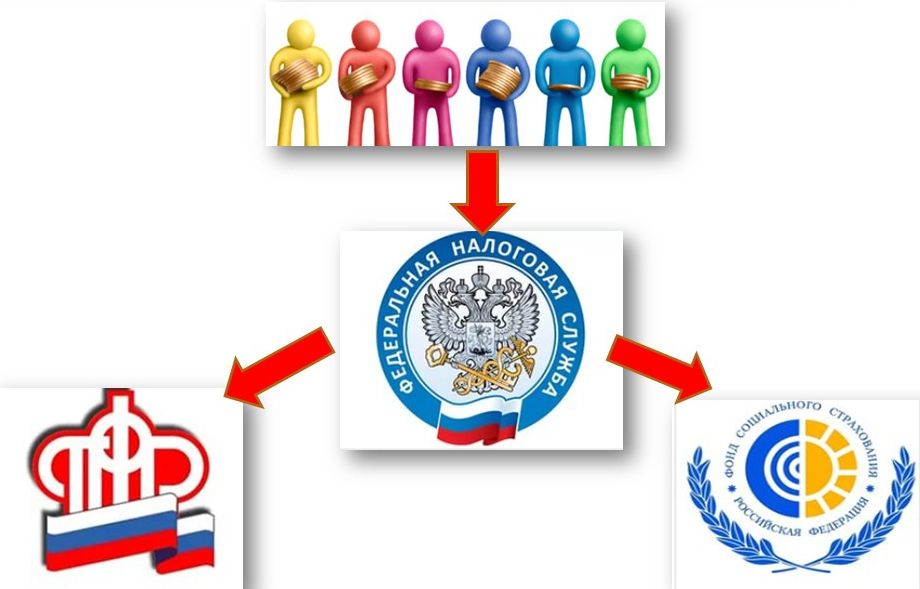 ФЕДЕРАЛЬНАЯ НАЛОГОВАЯ СЛУЖБА
ПФР
ФОНД СОЦИАЛЬНОГО СТРАХОВАНИЯ
РОССИЙСКАЯ ФЕДЕРАЦИЯ